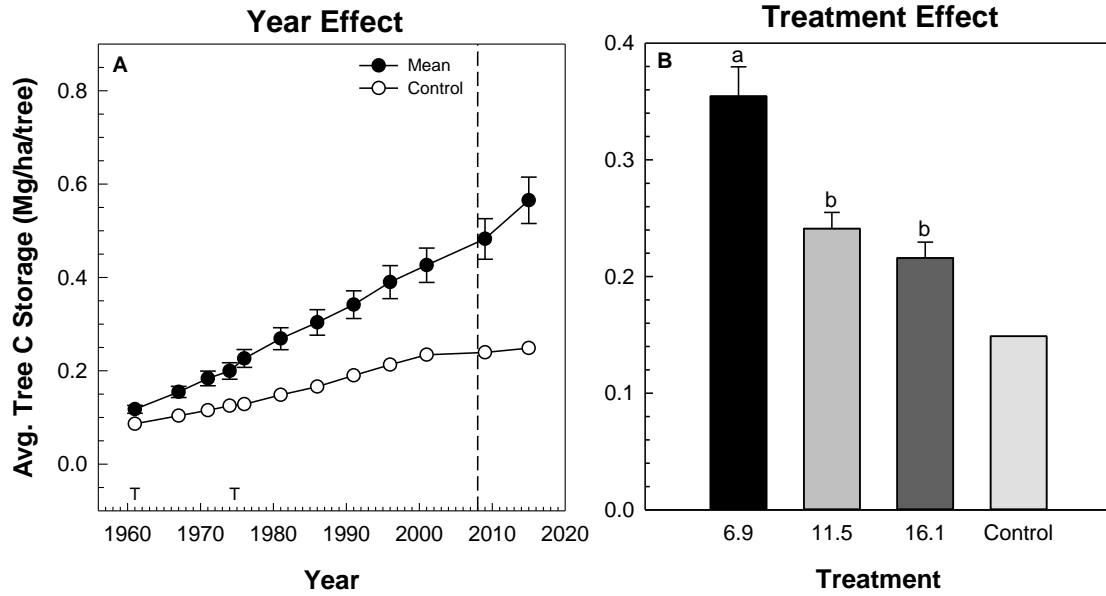 Year Effect
Treatment Effect
A
Mean
Control
Avg. Tree C Storage (Mg/ha/tree)
0.8
0.6
0.4
0.2
0.0
T T
1960 1970 1980 1990 2000 2010 2020
Year
B
a
b
b
0.4
0.3
0.2
0.1
0.0
6.9 11.5 16.1 Control
Treatment